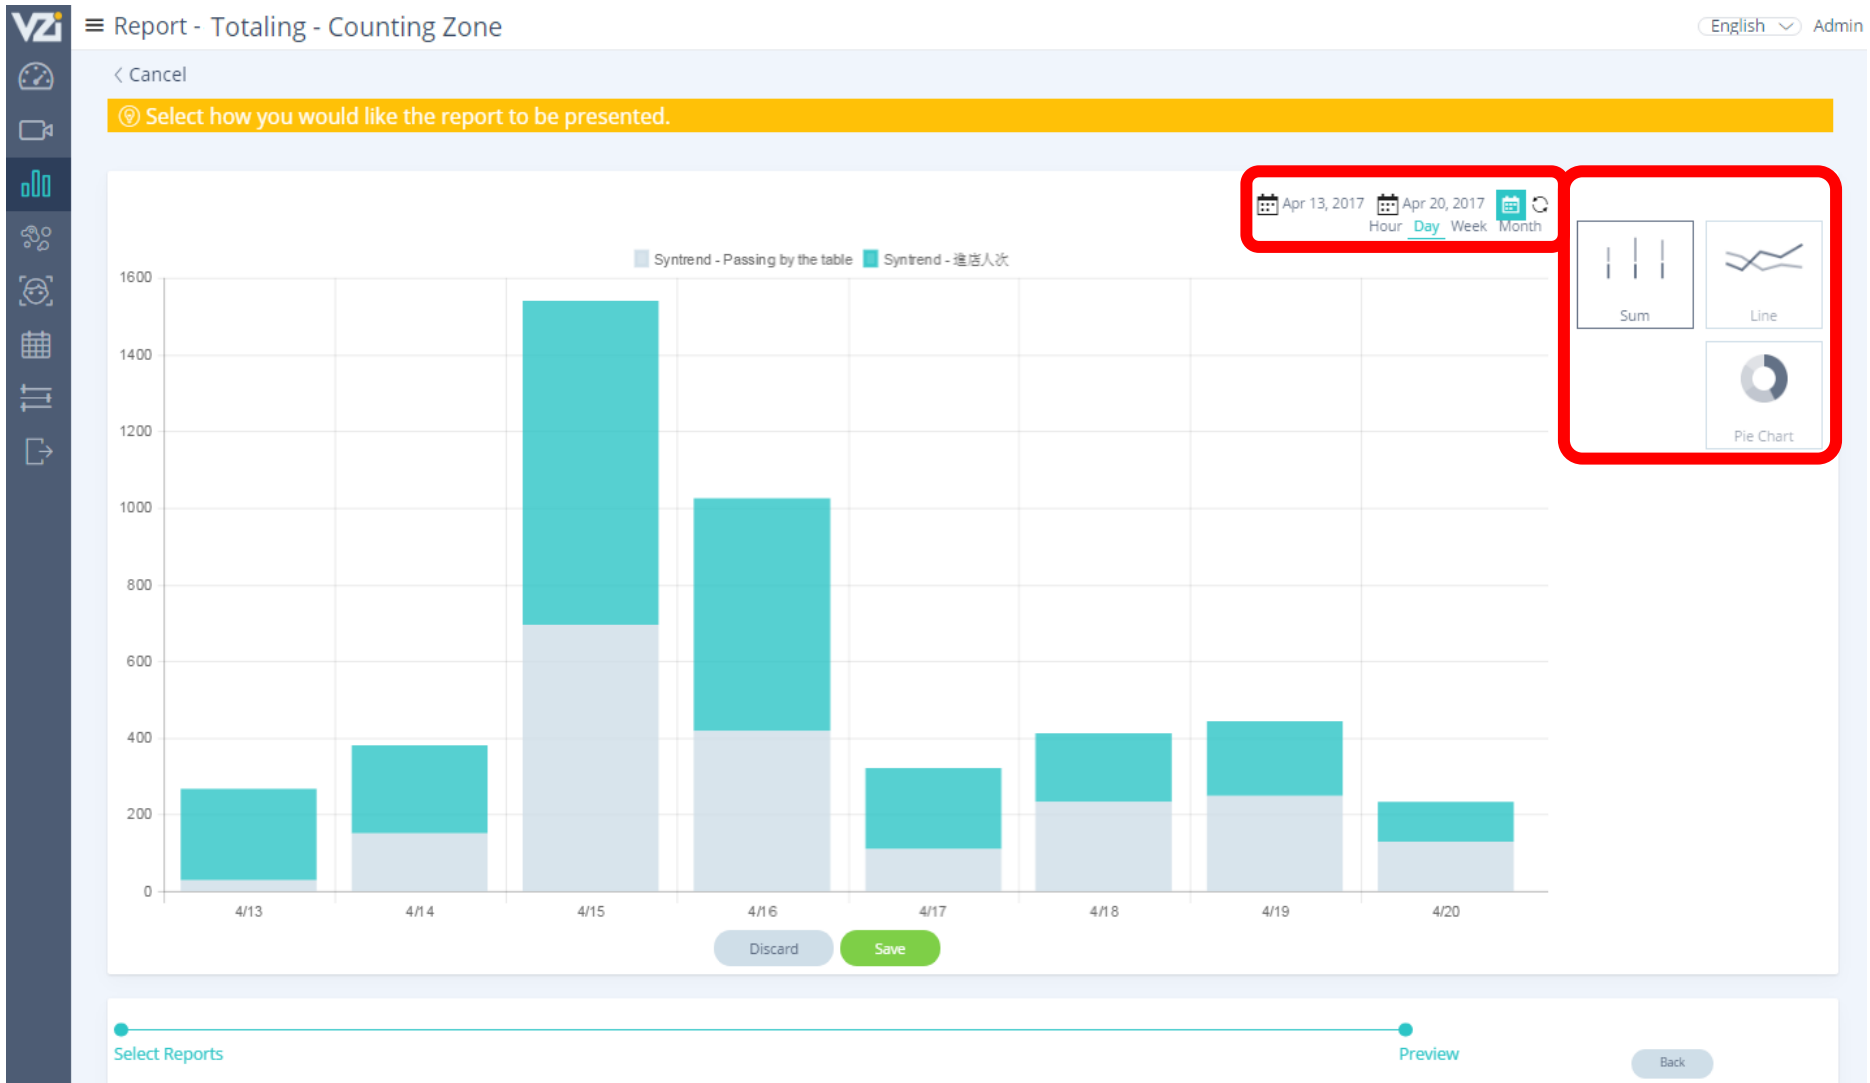 VZi
Report - Totaling - Counting Zone
English
Admin
Cancel
Select how you would like the report to be presented.
Apr 13, 2017
Apr 20, 2017
Hour Day Week Month
Syntrend - Passing by the table
Syntrend - 進店人次
Sum
Line
Pie Chart
1600
1400
1200
1000
800
600
400
200
0
4/13 4/14 4/15 4/16 4/17 4/18 4/19 4/20
Discard
Save
Select Reports
Preview
Back